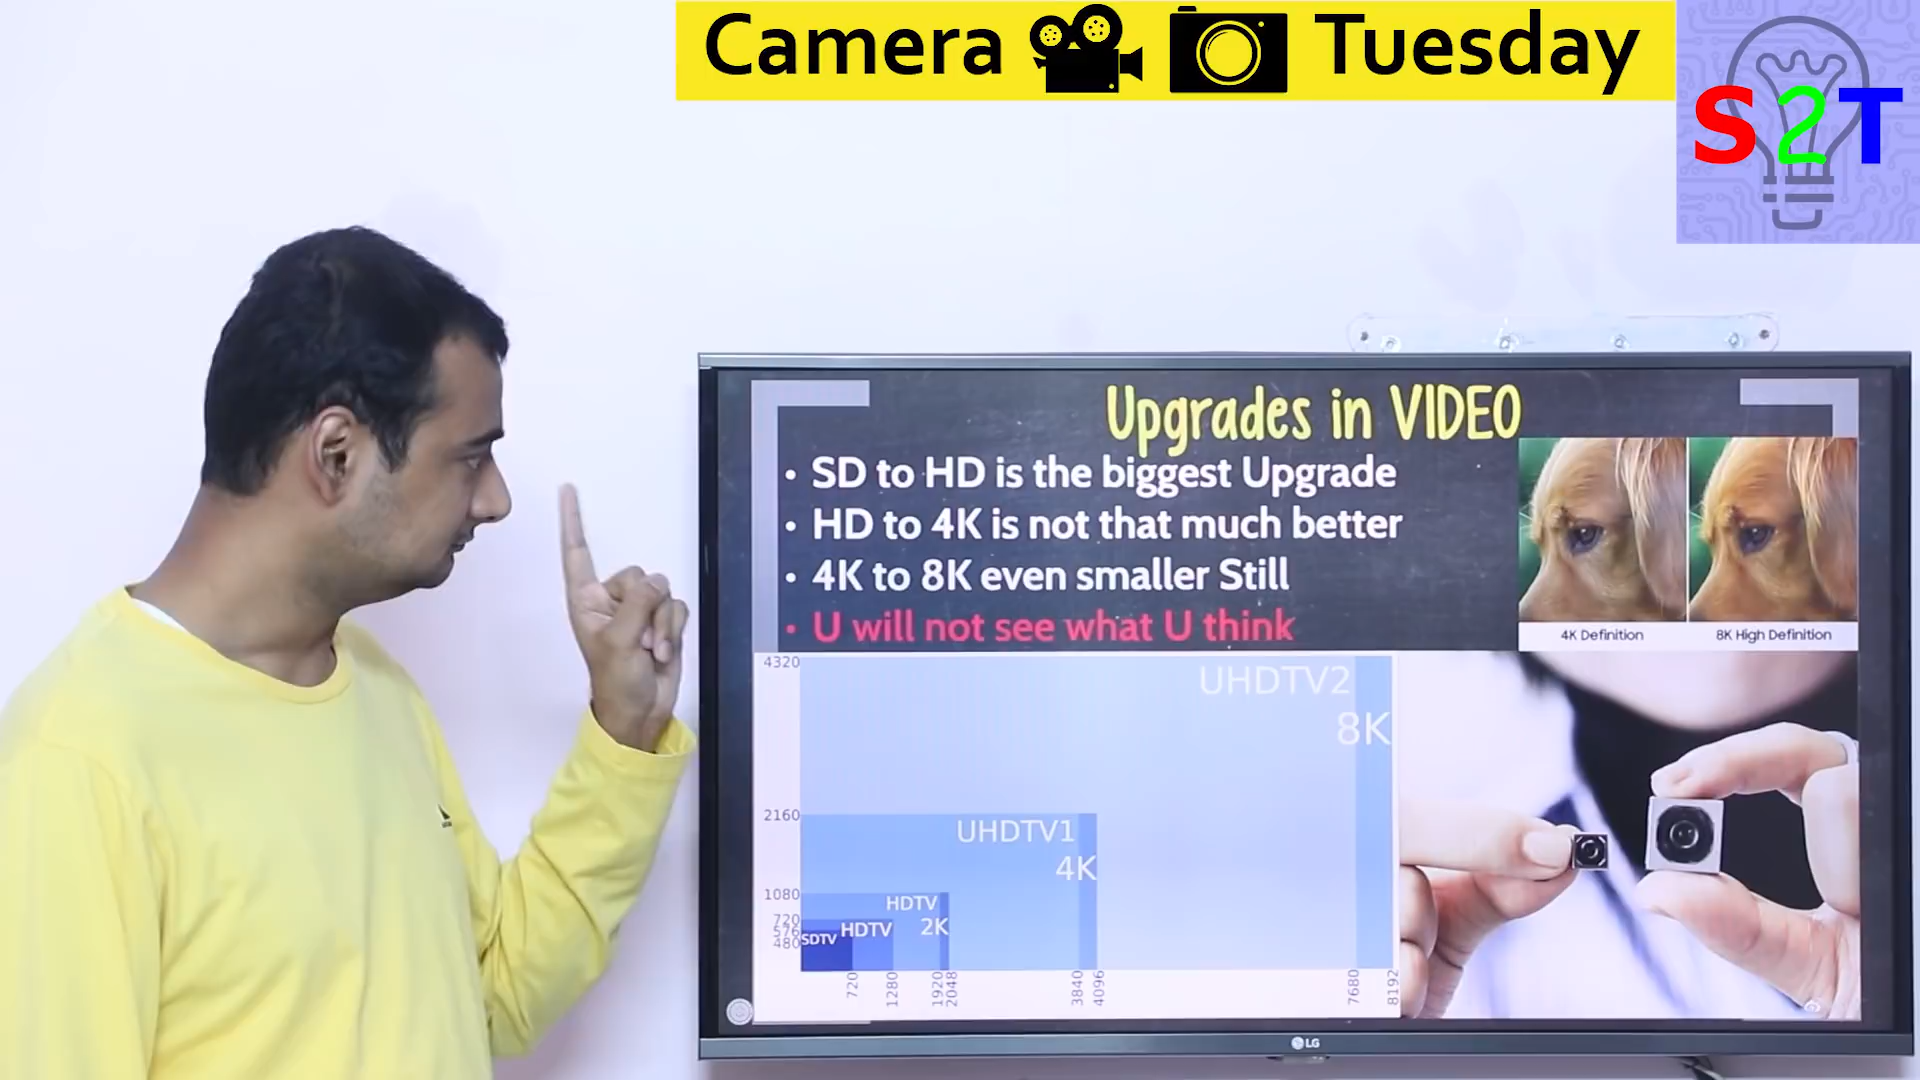 Camera Tuesday
S2T
Upgrades in VIDEO
• SD to HD is the biggest Upgrade
• HD to 4K is not that much better
• 4K to 8K even smaller Still
• U will not see what U think
4K Definition
8K High Definition
4320
UHDTV2
8K
2160
UHDTV1
4K
1080
HDTV
2K
720
HDTV
576
SDTV
480
720
1280
1920
2048
3840
4096
7680
8192
LG